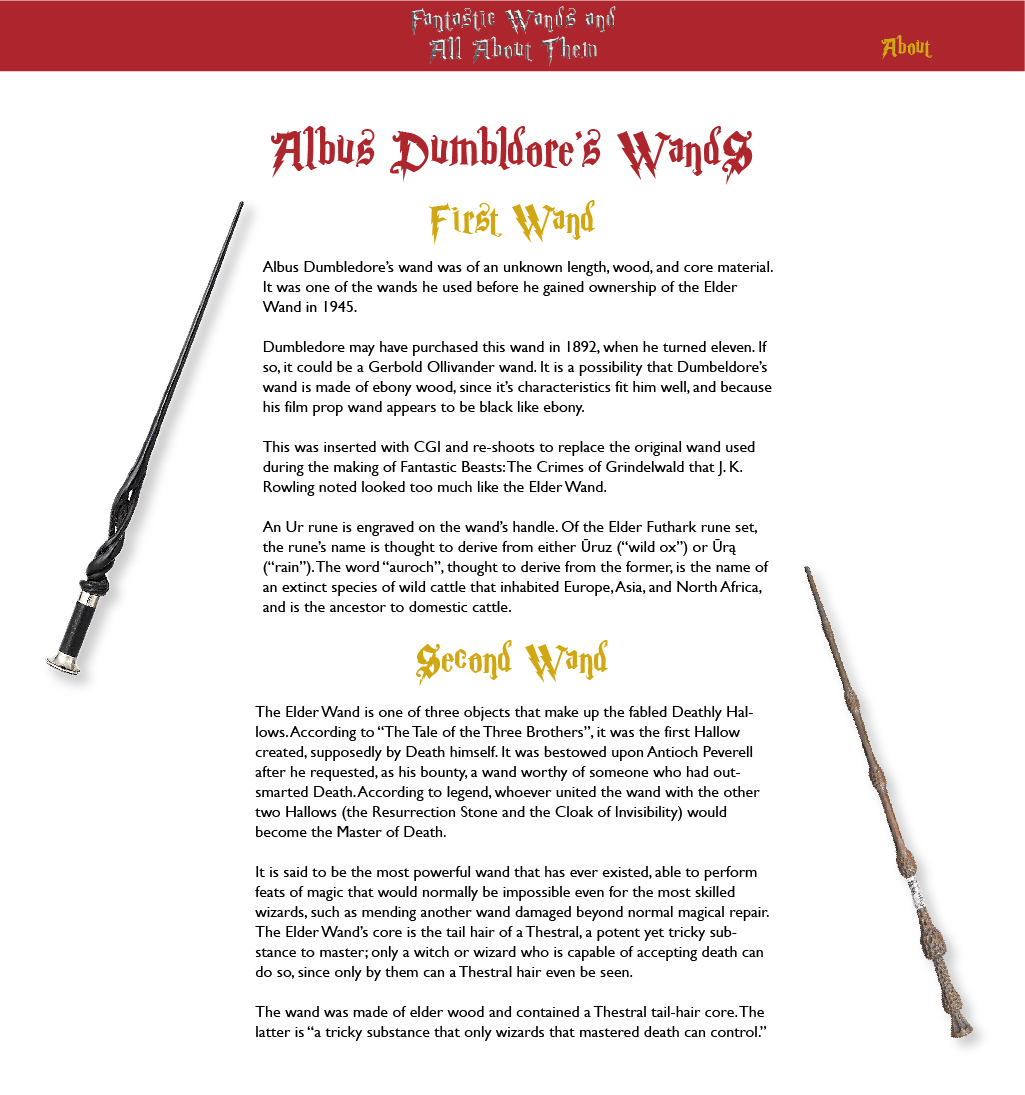 Fantastic Wands and
All About Them
About
Albus Dumbldore's Wands
First Wand
Albus Dumbledore’s wand was of an unknown length, wood, and core material.
It was one of the wands he used before he gained ownership of the Elder
Wand in 1945.
Dumbledore may have purchased this wand in 1892, when he turned eleven. If
so, it could be a Gerbold Ollivander wand. It is a possibility that Dumbeldore’s
wand is made of ebony wood, since it’s characteristics fit him well, and because
his film prop wand appears to be black like ebony.
This was inserted with CGI and re-shoots to replace the original wand used
during the making of Fantastic Beasts: The Crimes of Grindelwald that J. K.
Rowling noted looked too much like the Elder Wand.
An Ur rune is engraved on the wand’s handle. Of the Elder Futhark rune set,
the rune’s name is thought to derive from either Ūruz (“wild ox”) or Ūrą
(“rain”). The word “auroch”, thought to derive from the former, is the name of
an extinct species of wild cattle that inhabited Europe, Asia, and North Africa,
and is the ancestor to domestic cattle.
Second Wand
The Elder Wand is one of three objects that make up the fabled Deathly Hal-
lows. According to “The Tale of the Three Brothers”, it was the first Hallow
created, supposedly by Death himself. It was bestowed upon Antioch Peverell
after he requested, as his bounty, a wand worthy of someone who had out-
smarted Death. According to legend, whoever united the wand with the other
two Hallows (the Resurrection Stone and the Cloak of Invisibility) would
become the Master of Death.
It is said to be the most powerful wand that has ever existed, able to perform
feats of magic that would normally be impossible even for the most skilled
wizards, such as mending another wand damaged beyond normal magical repair.
The Elder Wand’s core is the tail hair of a Thestral, a potent yet tricky sub-
stance to master; only a witch or wizard who is capable of accepting death can
do so, since only by them can a Thestral hair even be seen.
The wand was made of elder wood and contained a Thestral tail-hair core. The
latter is “a tricky substance that only wizards that mastered death can control.”